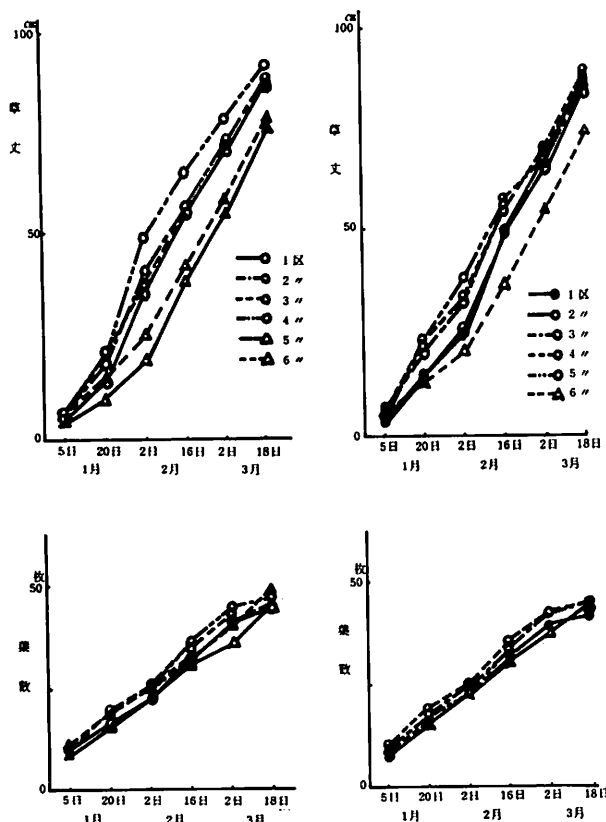 cm
100
草
丈
50
0
1区
2〃
3〃
4〃
5〃
6〃
5日 20日 2日 16日 2日 18日
1月 2月 3月
cm
100
草
丈
50
0
1区
2〃
3〃
4〃
5〃
6〃
5日 20日 2日 16日 2日 18日
1月 2月 3月
枚
50
葉
数
0
5日 20日 2日 16日 2日 18日
1月 2月 3月
枚
50
葉
数
0
5日 20日 2日 16日 2日 18日
1月 2月 3月